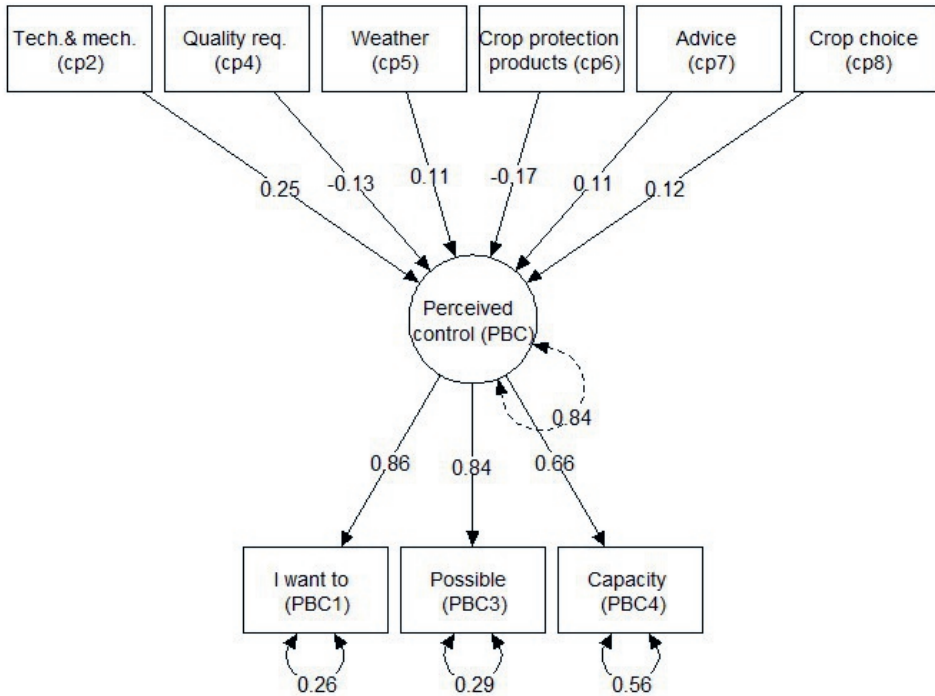 Tech.& mech.
(cp2)
Quality req.
(cp4)
Weather
(cp5)
Crop protection
products (cp6)
Advice
(cp7)
Crop choice
(cp8)
0.25
-0.13
0.11
-0.17
0.11
0.12
Perceived
control (PBC)
0.84
0.86
0.84
0.66
I want to
(PBC1)
Possible
(PBC3)
Capacity
(PBC4)
0.26
0.29
0.56